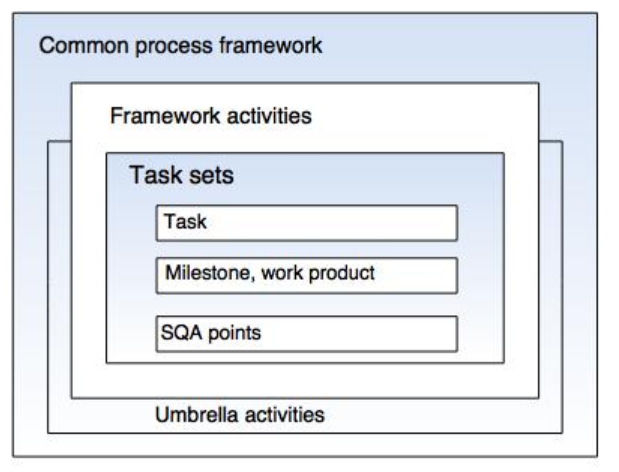 Common process framework
Framework activities
Task sets
Task
Milestone, work product
SQA points
Umbrella activities